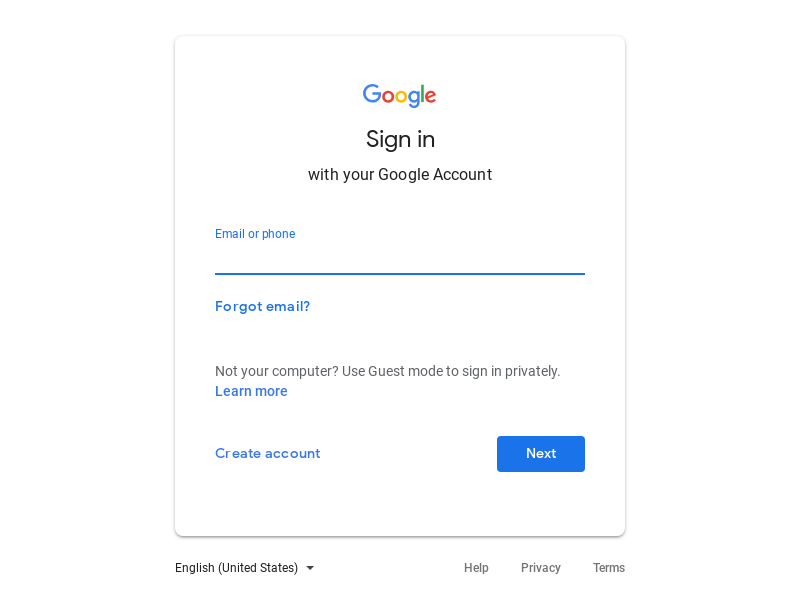 Google
Sign in
with your Google Account
Email or phone
Forgot email?
Not your computer? Use Guest mode to sign in privately.
Learn more
Create account
Next
English (United States)
Help
Privacy
Terms